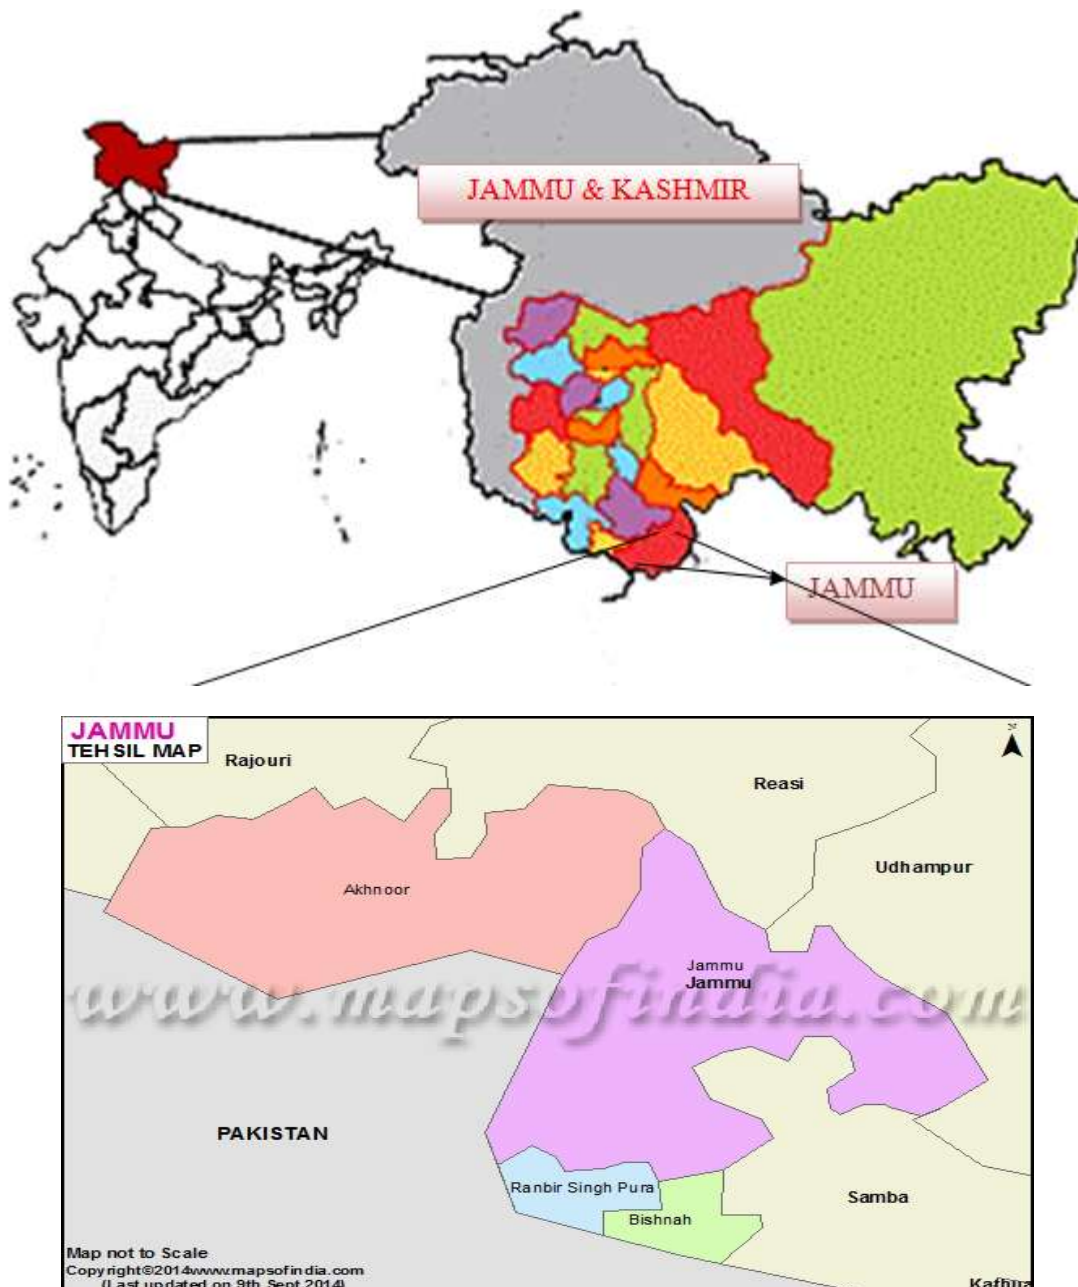 JAMMU & KASHMIR
JAMMU
JAMMU
TEHSIL MAP
N
Rajouri
Reasi
Udhampur
Akhnoor
Jammu
Jammu
www.mapsofindia.com
PAKISTAN
Ranbir Singh Pura
Samba
Bishnah
Map not to Scale
Copyright©2014www.mapsofindia.com
(Last updated on 9th Sept 2014)
Kathua